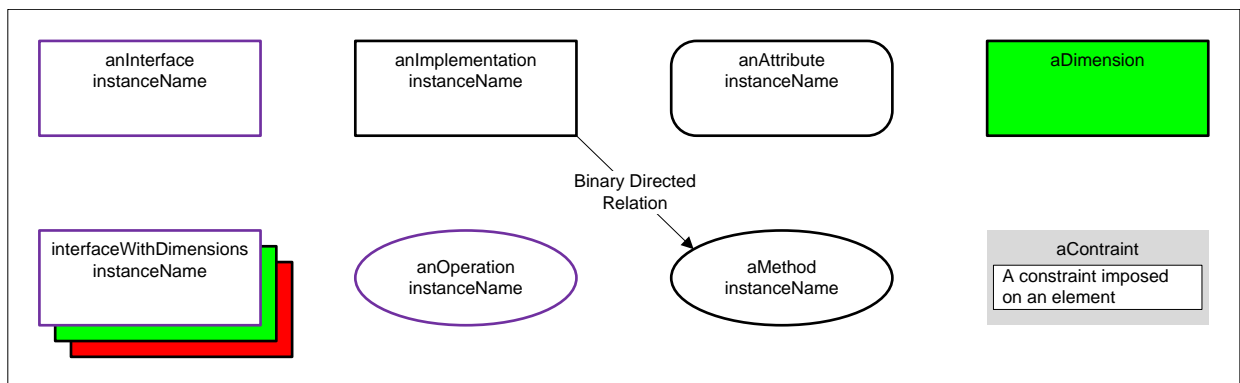 anInterface
instanceName
anImplementation
instanceName
anAttribute
instanceName
aDimension
Binary Directed
Relation
interfaceWithDimensions
instanceName
anOperation
instanceName
aMethod
instanceName
aContraint
A constraint imposed
on an element